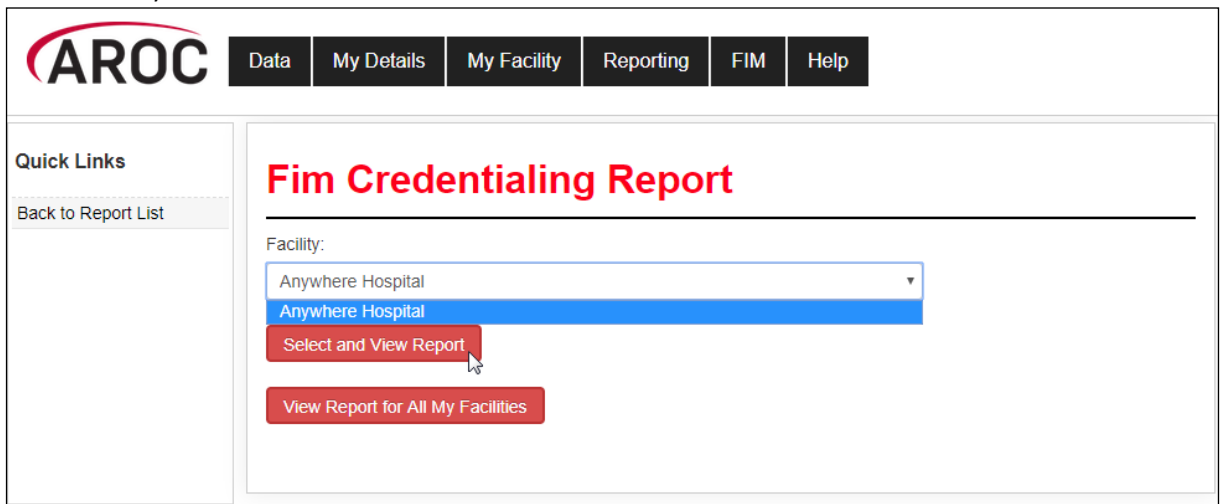 AROC
Data My Details My Facility Reporting FIM Help
Quick Links
Back to Report List
Fim Credentialing Report
Facility:
Anywhere Hospital
Anywhere Hospital
Select and View Report
View Report for All My Facilities